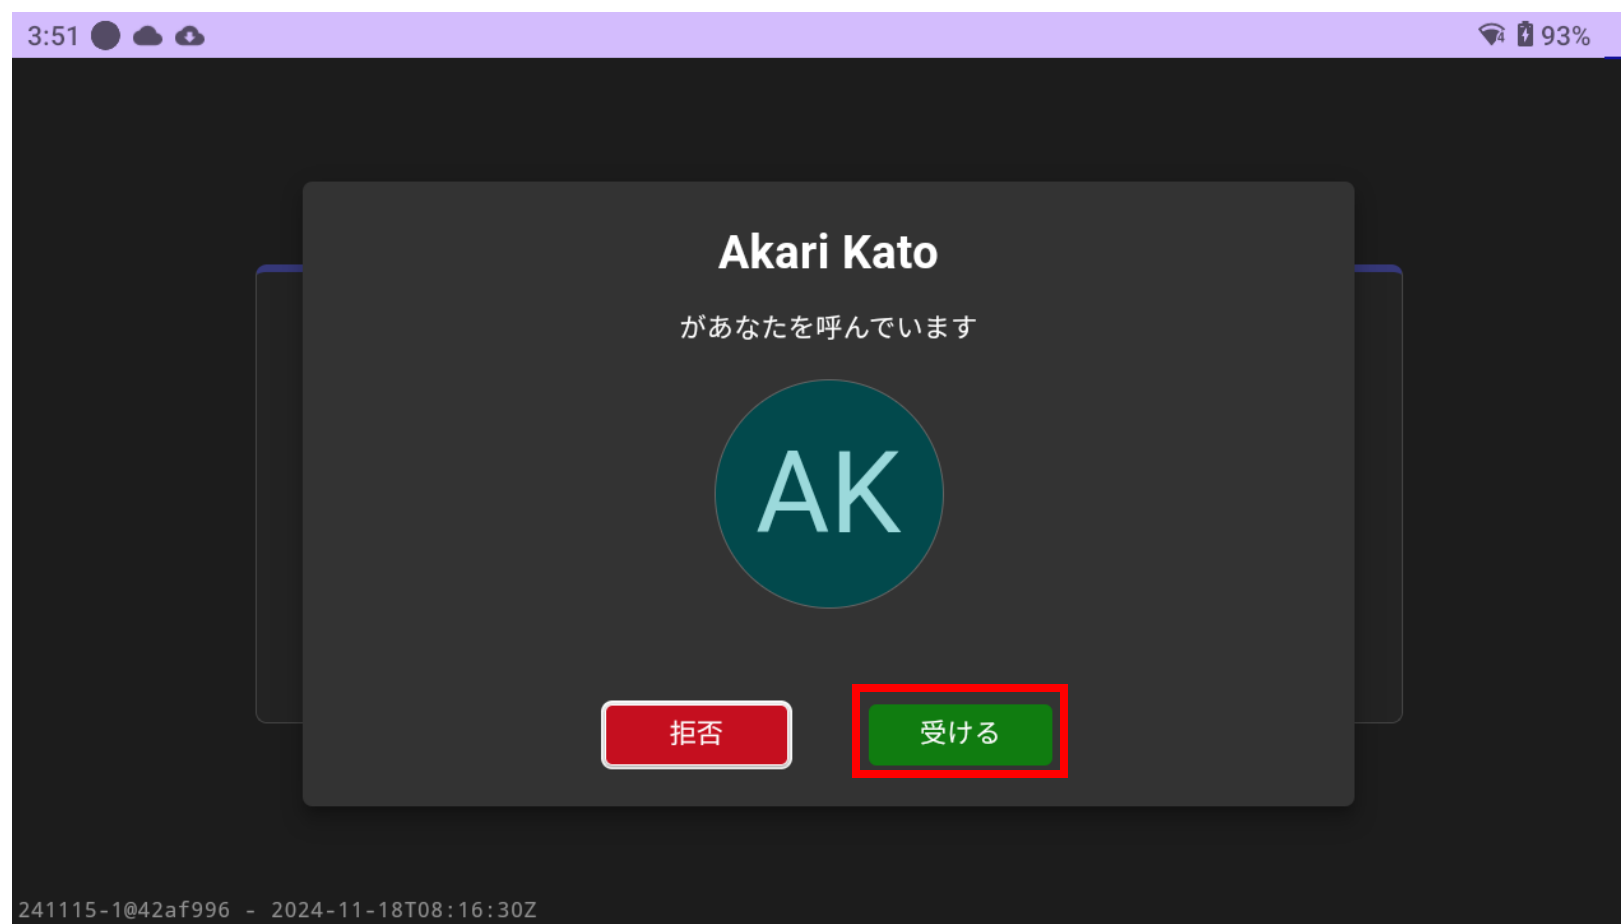 3:51 93%
Akari Kato
があなたを呼んでいます
AK
拒否 受ける
241115-1@42af996 - 2024-11-18T08:16:30Z